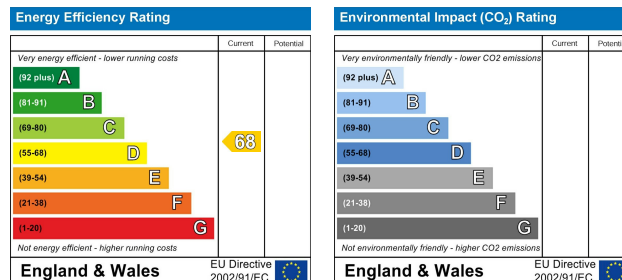 Energy Efficiency Rating
Current Potential
Very energy efficient - lower running costs
(92 plus) A
(81-91) B
(69-80) C
(55-68) D
68
(39-54) E
(21-38) F
(1-20) G
Not energy efficient - higher running costs
England & Wales
EU Directive
2002/91/EC
Environmental Impact (CO₂) Rating
Current Potential
Very environmentally friendly - lower CO2 emissions
(92 plus) A
(81-91) B
(69-80) C
(55-68) D
(39-54) E
(21-38) F
(1-20) G
Not environmentally friendly - higher CO2 emissions
England & Wales
EU Directive
2002/91/EC